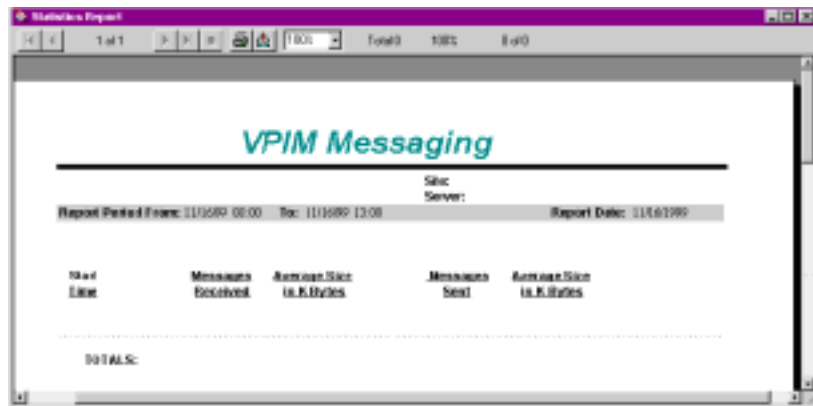 Statistics Report
1 of 1 100% Total:0 100% 0 of 0
VPIM Messaging
Site:
Server:
Report Period From: 11/16/99 00:00 To: 11/16/99 13:00 Report Date: 11/16/1999
Start Messages Average Size Messages Average Size
Time Received in K Bytes Sent in K Bytes
TOTALS: